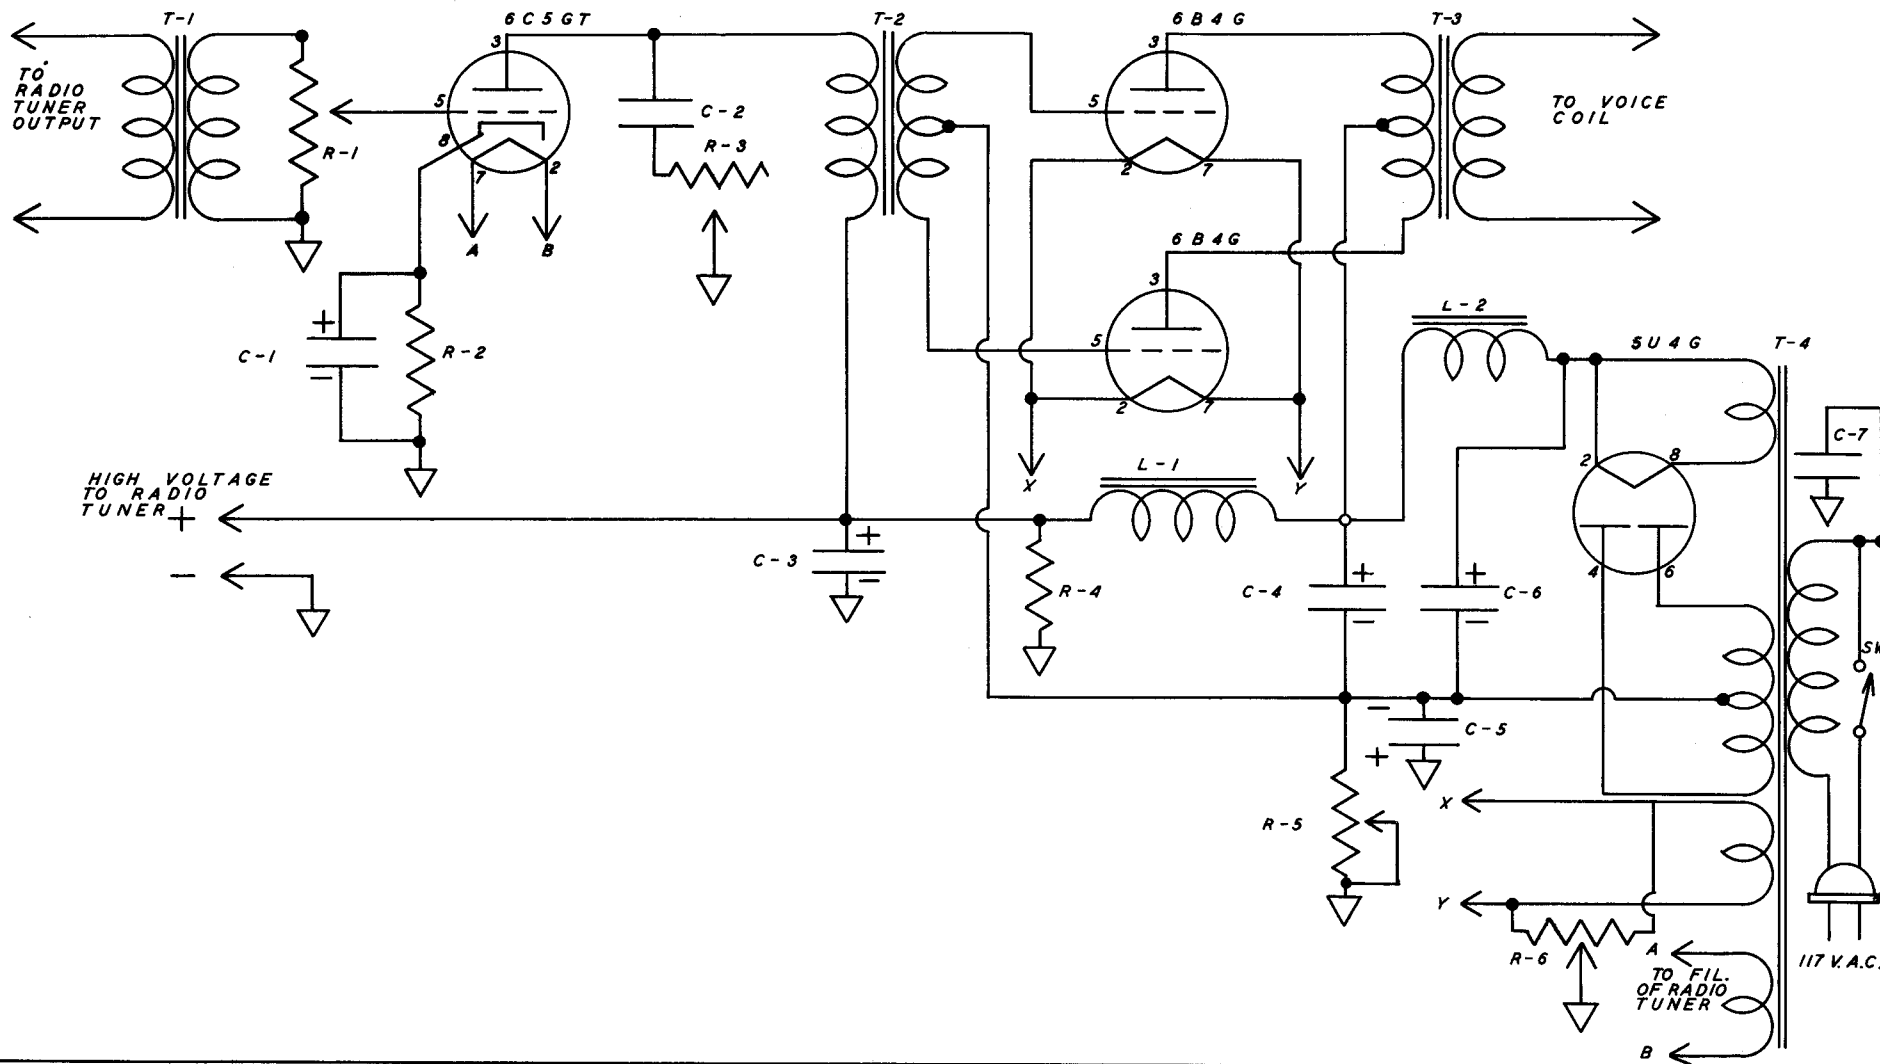 T-1
6C5GT
T-2
6B4G
T-3
3
3
TO
RADIO
TUNER
OUTPUT
TO VOICE
COIL
5
5
C-2
R-1
8
R-3
7
2
2
7
A
B
6B4G
3
L-2
5U4G
T-4
C-1
+
−
R-2
5
2
7
C-7
2
8
HIGH VOLTAGE
TO RADIO
TUNER +
−
L-1
X
Y
C-3
+
−
R-4
C-4
+
−
C-6
+
−
4
6
SW
−
C-5
+
R-5
X
Y
R-6
A
TO FIL.
OF RADIO
TUNER
B
117 V.A.C.